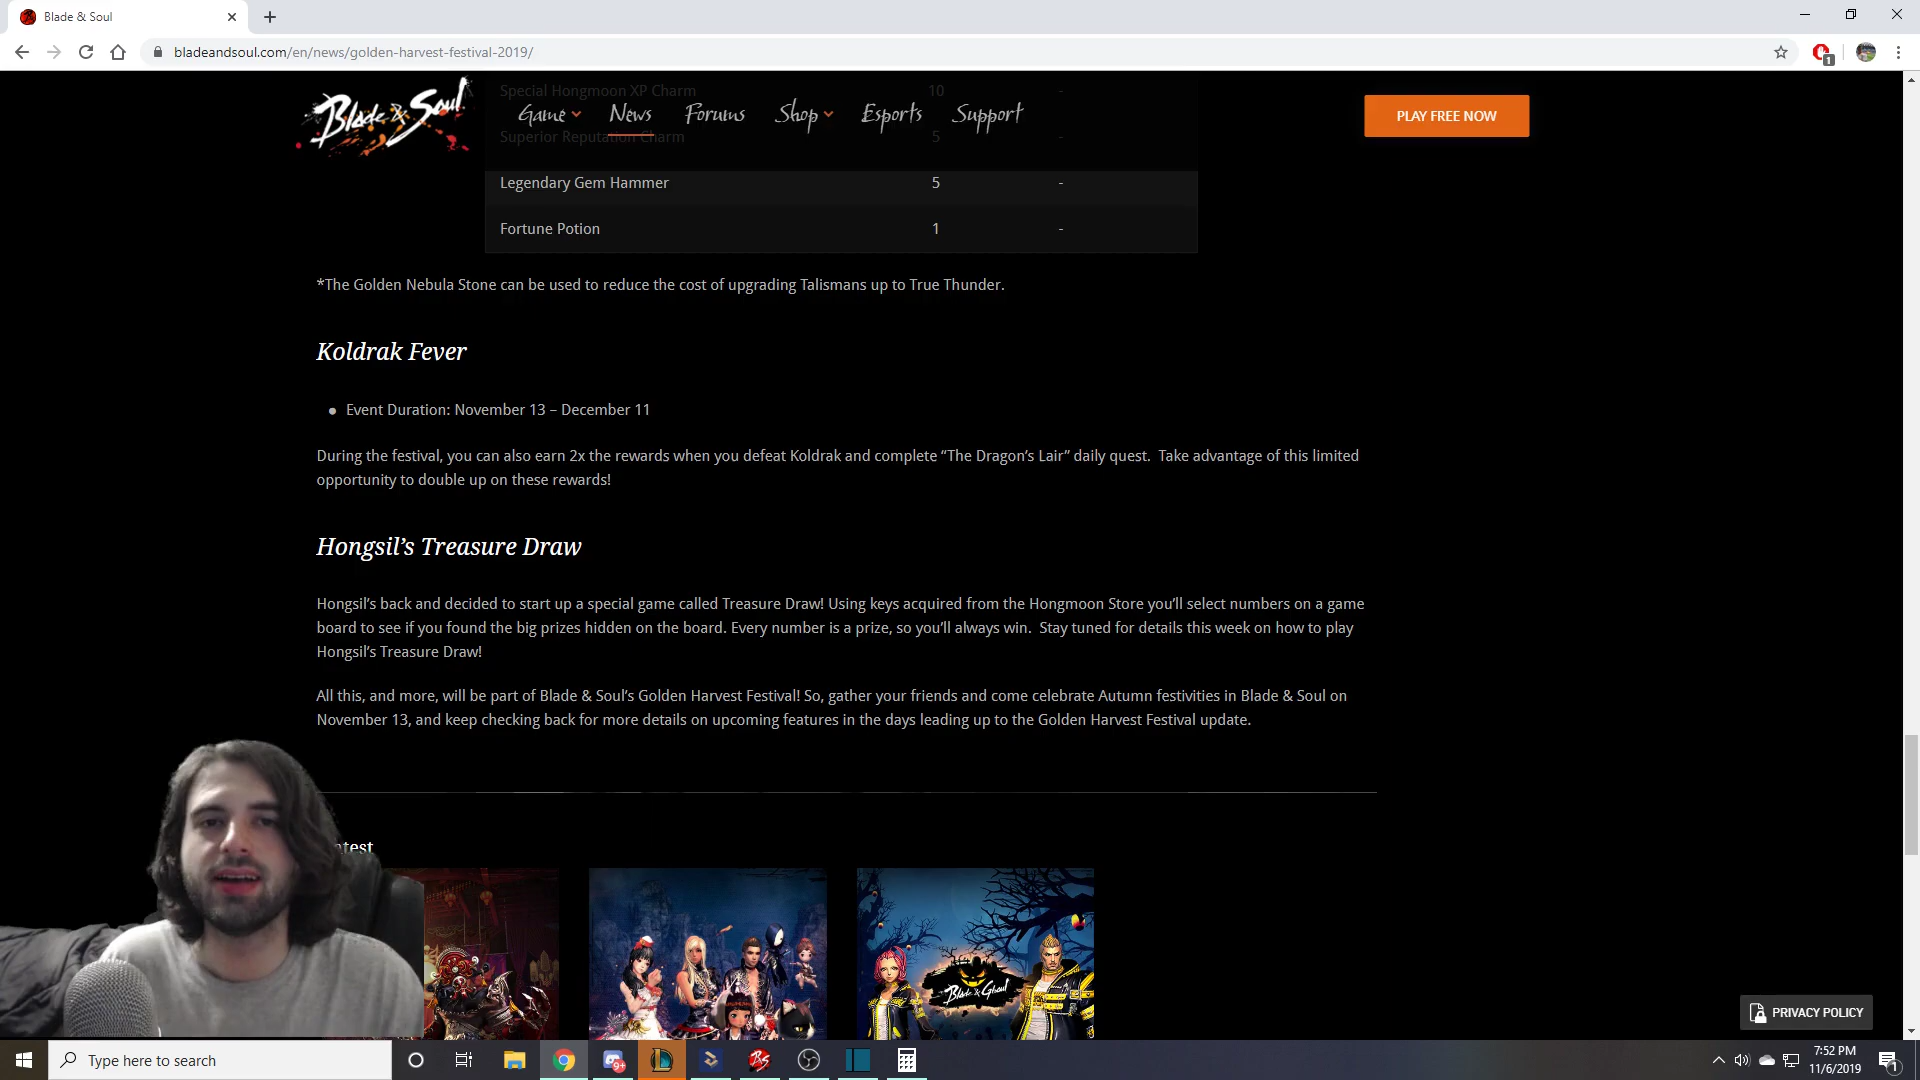 Blade & Soul
bladeandsoul.com/en/news/golden-harvest-festival-2019/
1
Blade & Soul
Game
News
Forums
Shop
Esports
Support
PLAY FREE NOW
Special Hongmoon XP Charm 10 -
Superior Reputation Charm 5 -
Legendary Gem Hammer 5 -
Fortune Potion 1 -
*The Golden Nebula Stone can be used to reduce the cost of upgrading Talismans up to True Thunder.
Koldrak Fever
● Event Duration: November 13 – December 11
During the festival, you can also earn 2x the rewards when you defeat Koldrak and complete “The Dragon’s Lair” daily quest. Take advantage of this limited
opportunity to double up on these rewards!
Hongsil’s Treasure Draw
Hongsil’s back and decided to start up a special game called Treasure Draw! Using keys acquired from the Hongmoon Store you’ll select numbers on a game
board to see if you found the big prizes hidden on the board. Every number is a prize, so you’ll always win. Stay tuned for details this week on how to play
Hongsil’s Treasure Draw!
All this, and more, will be part of Blade & Soul’s Golden Harvest Festival! So, gather your friends and come celebrate Autumn festivities in Blade & Soul on
November 13, and keep checking back for more details on upcoming features in the days leading up to the Golden Harvest Festival update.
Blade & Ghoul
PRIVACY POLICY
Type here to search
9+
BS
7:52 PM
11/6/2019
1